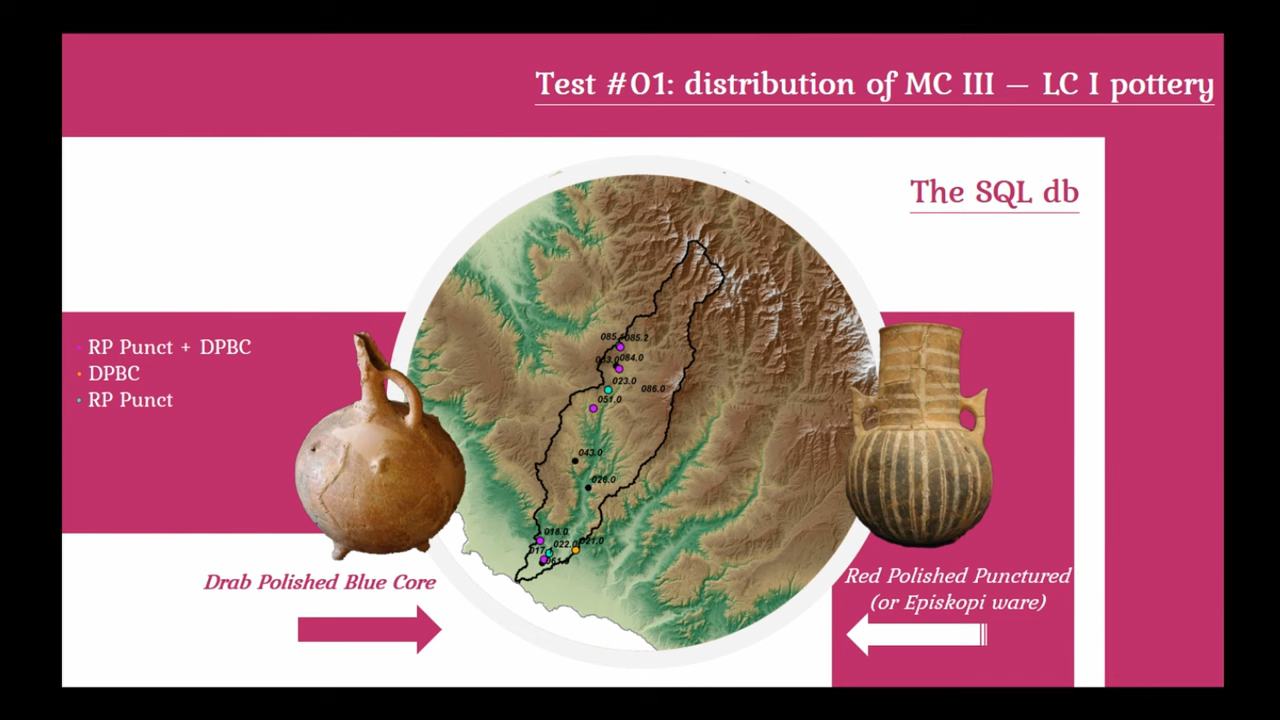 Test #01: distribution of MC III – LC I pottery
The SQL db
RP Punct + DPBC
DPBC
RP Punct
085.2
084.0
023.0
086.0
051.0
043.0
026.0
018.0
022.0
021.0
017.
Drab Polished Blue Core
Red Polished Punctured
(or Episkopi ware)